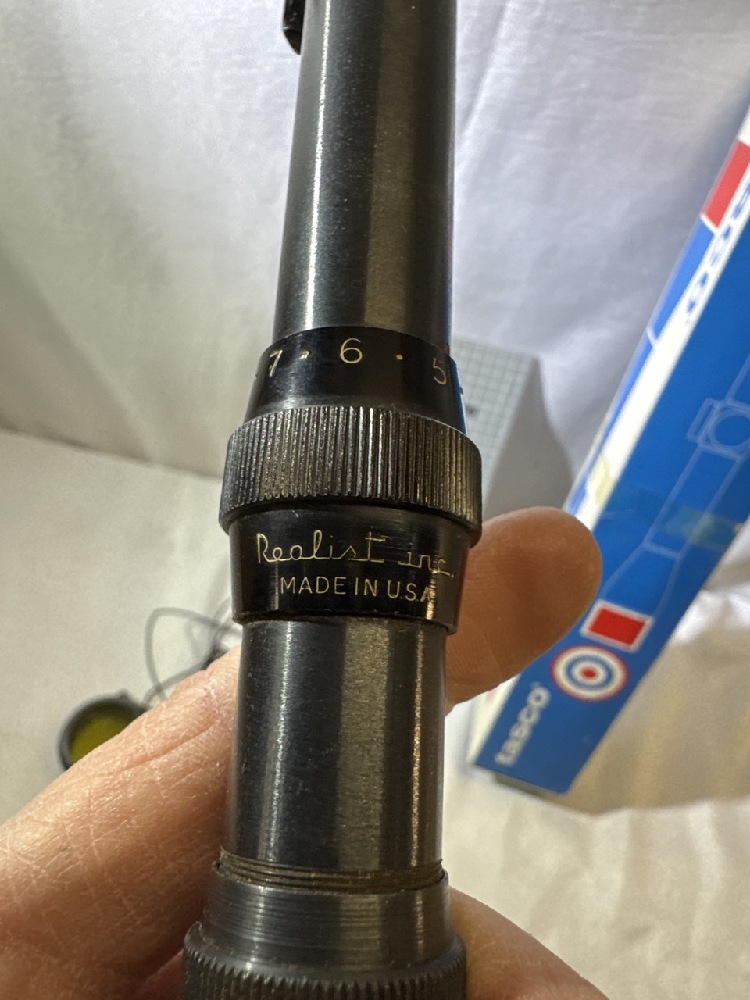 7 · 6 · 5
Realist inc.
MADE IN U.S.A.
tasco